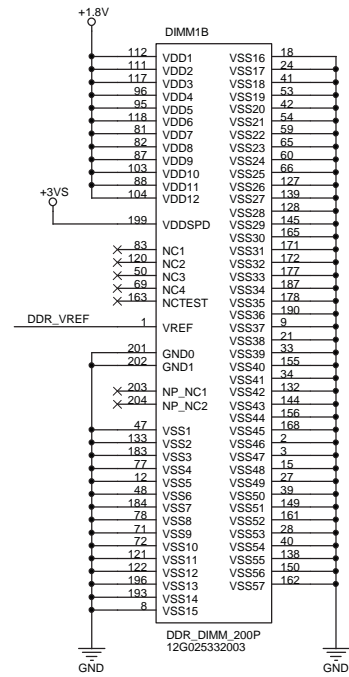 +1.8V
DIMM1B
112 VDD1 VSS16 18
111 VDD2 VSS17 24
117 VDD3 VSS18 41
96 VDD4 VSS19 53
95 VDD5 VSS20 42
118 VDD6 VSS21 54
81 VDD7 VSS22 59
82 VDD8 VSS23 65
87 VDD9 VSS24 60
103 VDD10 VSS25 66
88 VDD11 VSS26 127
104 VDD12 VSS27 139
+3VS
VSS28 128
199 VDDSPD VSS29 145
VSS30 165
83 NC1 VSS31 171
120 NC2 VSS32 172
50 NC3 VSS33 177
69 NC4 VSS34 187
163 NCTEST VSS35 178
VSS36 190
DDR_VREF 1 VREF VSS37 9
VSS38 21
201 GND0 VSS39 33
202 GND1 VSS40 155
VSS41 34
203 NP_NC1 VSS42 132
204 NP_NC2 VSS43 144
VSS44 156
47 VSS1 VSS45 168
133 VSS2 VSS46 2
183 VSS3 VSS47 3
77 VSS4 VSS48 15
12 VSS5 VSS49 27
48 VSS6 VSS50 39
184 VSS7 VSS51 149
78 VSS8 VSS52 161
71 VSS9 VSS53 28
72 VSS10 VSS54 40
121 VSS11 VSS55 138
122 VSS12 VSS56 150
196 VSS13 VSS57 162
193 VSS14
8 VSS15
DDR_DIMM_200P
12G025332003
GND GND